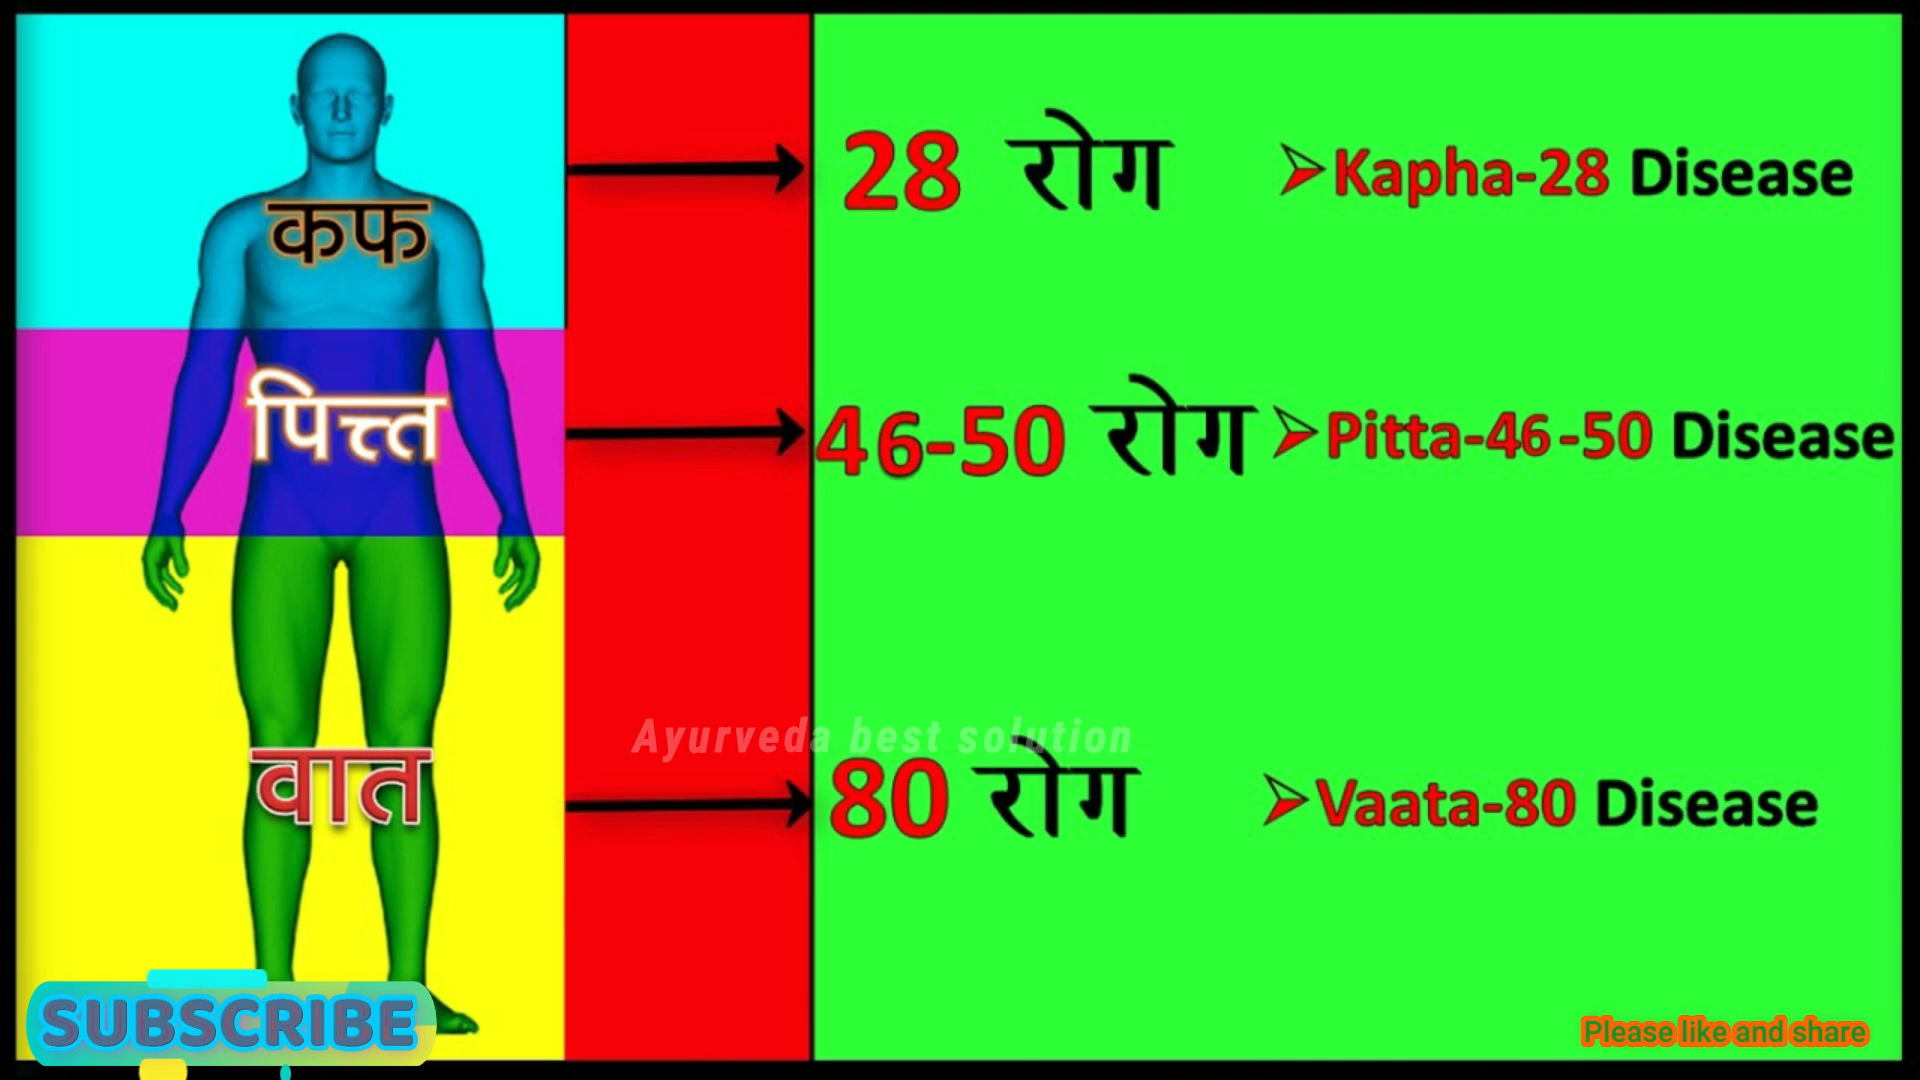 कफ
28 रोग
➢Kapha-28 Disease
पित्त
46-50 रोग
➢Pitta-46-50 Disease
Ayurveda best solution
वात
80 रोग
➢Vaata-80 Disease
SUBSCRIBE
Please like and share